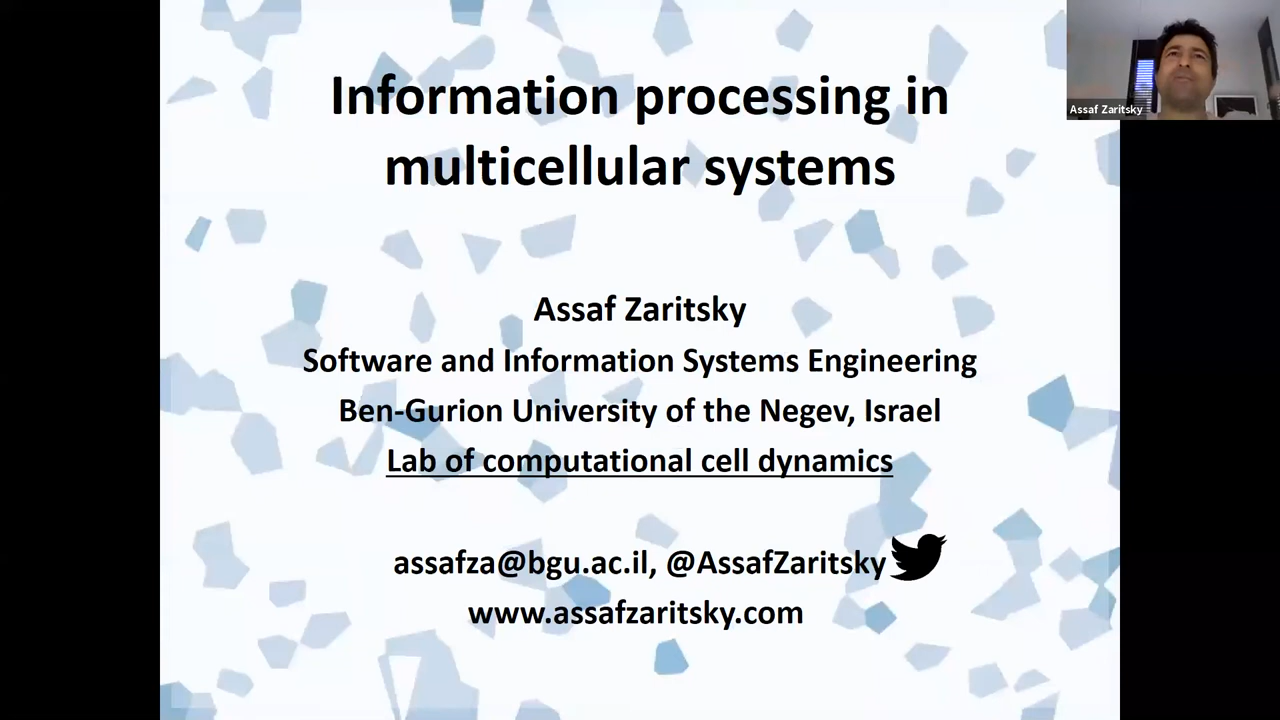 Information processing in
multicellular systems
Assaf Zaritsky
Assaf Zaritsky
Software and Information Systems Engineering
Ben-Gurion University of the Negev, Israel
Lab of computational cell dynamics
assafza@bgu.ac.il, @AssafZaritsky
www.assafzaritsky.com